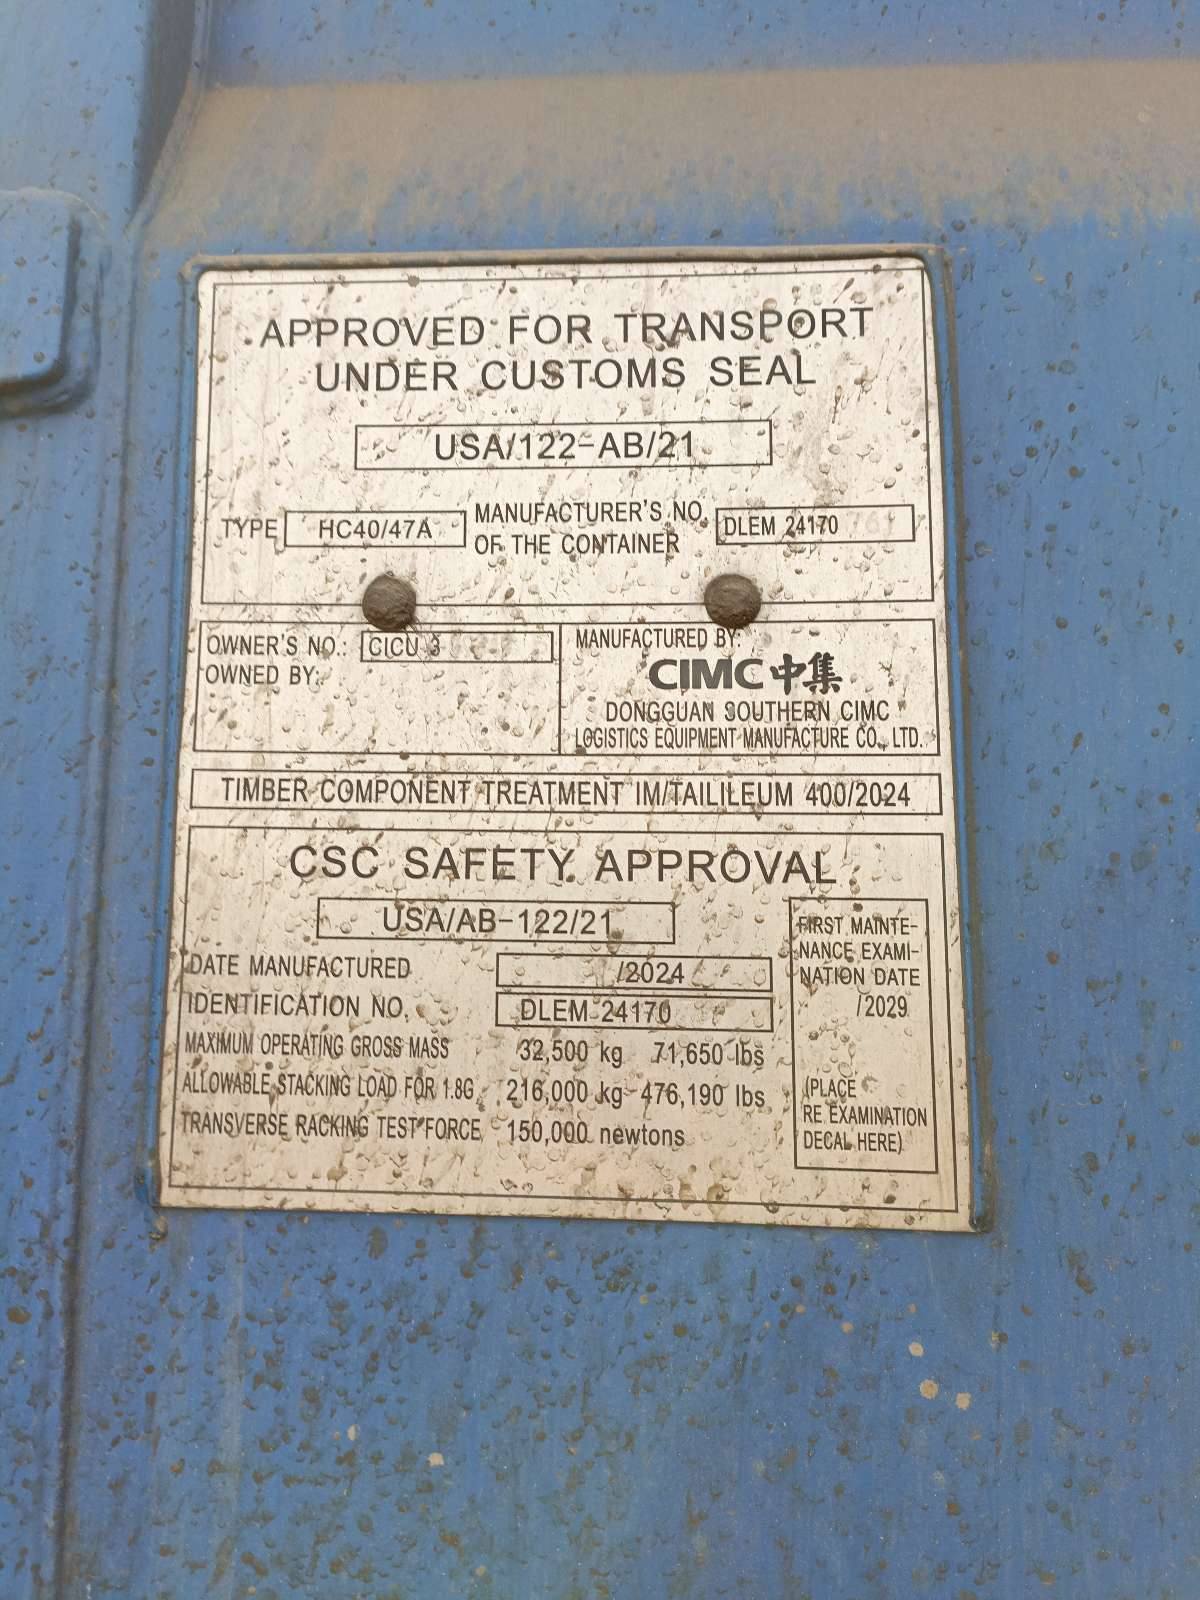 APPROVED FOR TRANSPORT
UNDER CUSTOMS SEAL
USA/122-AB/21
TYPE HC40/47A MANUFACTURER'S NO. OF THE CONTAINER DLEM 24170
OWNER'S NO.: CICU 3
OWNED BY:
MANUFACTURED BY:
CIMC中集
DONGGUAN SOUTHERN CIMC
LOGISTICS EQUIPMENT MANUFACTURE CO., LTD.
TIMBER COMPONENT TREATMENT IM/TAILILEUM 400/2024
CSC SAFETY APPROVAL
USA/AB-122/21
DATE MANUFACTURED /2024
IDENTIFICATION NO. DLEM 24170
MAXIMUM OPERATING GROSS MASS 32,500 kg 71,650 lbs
ALLOWABLE STACKING LOAD FOR 1.8G 216,000 kg 476,190 lbs
TRANSVERSE RACKING TEST FORCE 150,000 newtons
FIRST MAINTE-
NANCE EXAMI-
NATION DATE
/2029
(PLACE
RE EXAMINATION
DECAL HERE)